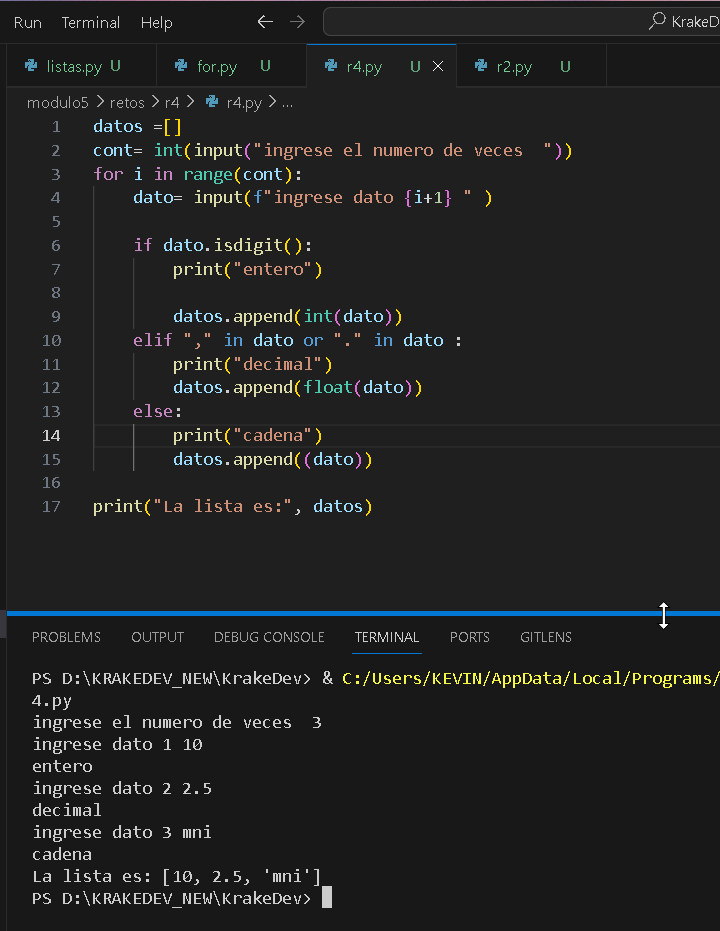 Run Terminal Help ← → KrakeD
listas.py U for.py U r4.py U × r2.py U
modulo5 > retos > r4 > r4.py > ...
1 datos =[]
2 cont= int(input("ingrese el numero de veces  "))
3 for i in range(cont):
4     dato= input(f"ingrese dato {i+1} " )
5
6     if dato.isdigit():
7         print("entero")
8
9         datos.append(int(dato))
10     elif "," in dato or "." in dato :
11         print("decimal")
12         datos.append(float(dato))
13     else:
14         print("cadena")
15         datos.append((dato))
16
17 print("La lista es:", datos)
PROBLEMS OUTPUT DEBUG CONSOLE TERMINAL PORTS GITLENS
PS D:\KRAKEDEV_NEW\KrakeDev> & C:/Users/KEVIN/AppData/Local/Programs/
4.py
ingrese el numero de veces  3
ingrese dato 1 10
entero
ingrese dato 2 2.5
decimal
ingrese dato 3 mni
cadena
La lista es: [10, 2.5, 'mni']
PS D:\KRAKEDEV_NEW\KrakeDev>